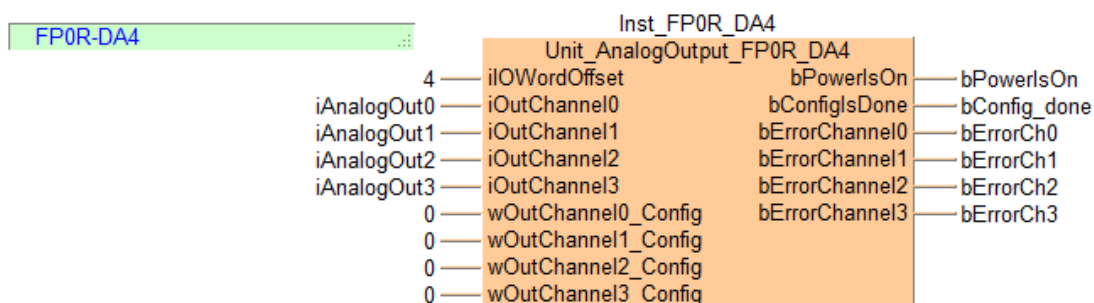 FP0R-DA4
Inst_FP0R_DA4
Unit_AnalogOutput_FP0R_DA4
4 iIOWordOffset bPowerIsOn bPowerIsOn
iAnalogOut0 iOutChannel0 bConfigIsDone bConfig_done
iAnalogOut1 iOutChannel1 bErrorChannel0 bErrorCh0
iAnalogOut2 iOutChannel2 bErrorChannel1 bErrorCh1
iAnalogOut3 iOutChannel3 bErrorChannel2 bErrorCh2
0 wOutChannel0_Config bErrorChannel3 bErrorCh3
0 wOutChannel1_Config
0 wOutChannel2_Config
0 wOutChannel3_Config